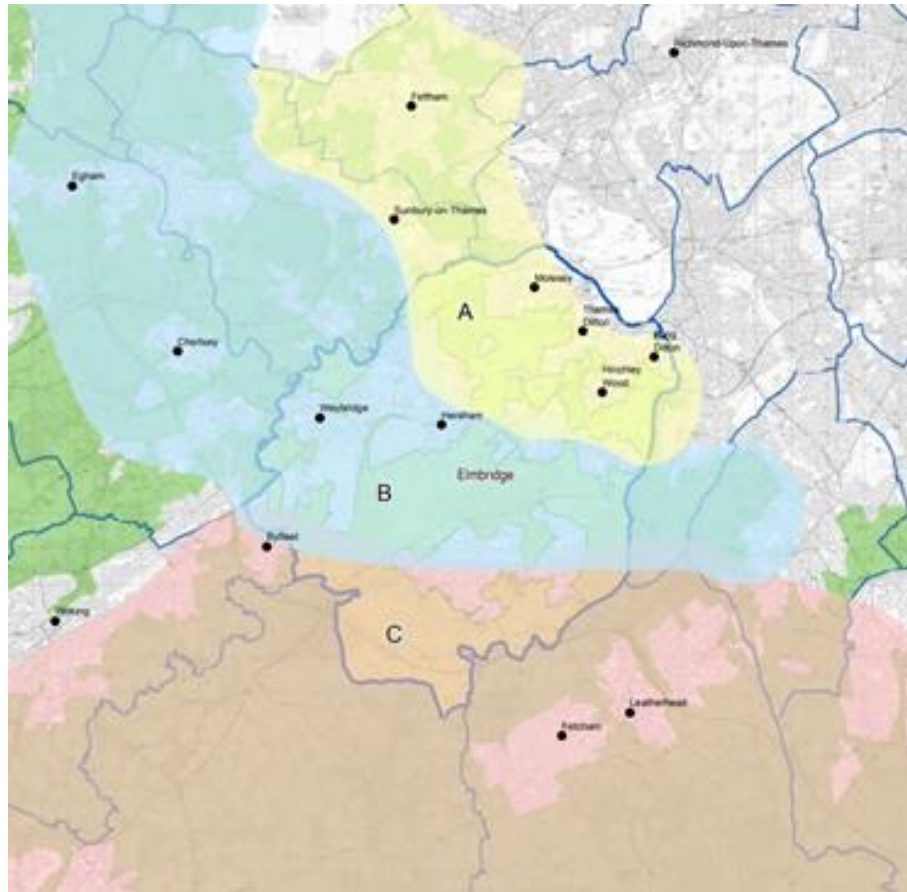 Richmond-Upon-Thames
Feltham
Egham
Sunbury-on-Thames
Molesey
A
Thames
Ditton
Ditton
Chertsey
Hinchley
Wood
Weybridge
Hersham
Elmbridge
B
Byfleet
Woking
C
Leatherhead
Fetcham